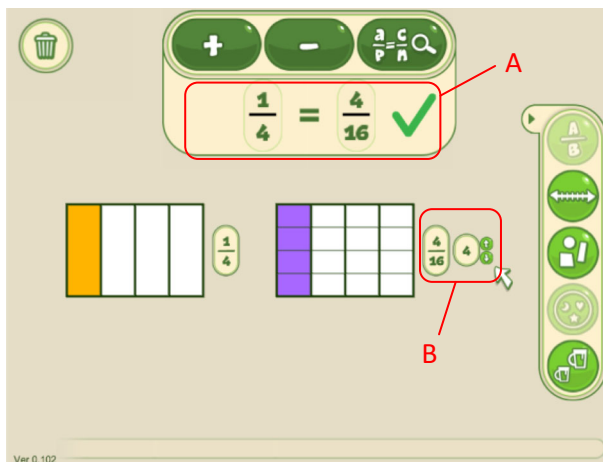 + - a/p = c/n
1/4 = 4/16
A
A/B
1/4
4/16 4
B
Ver 0.102